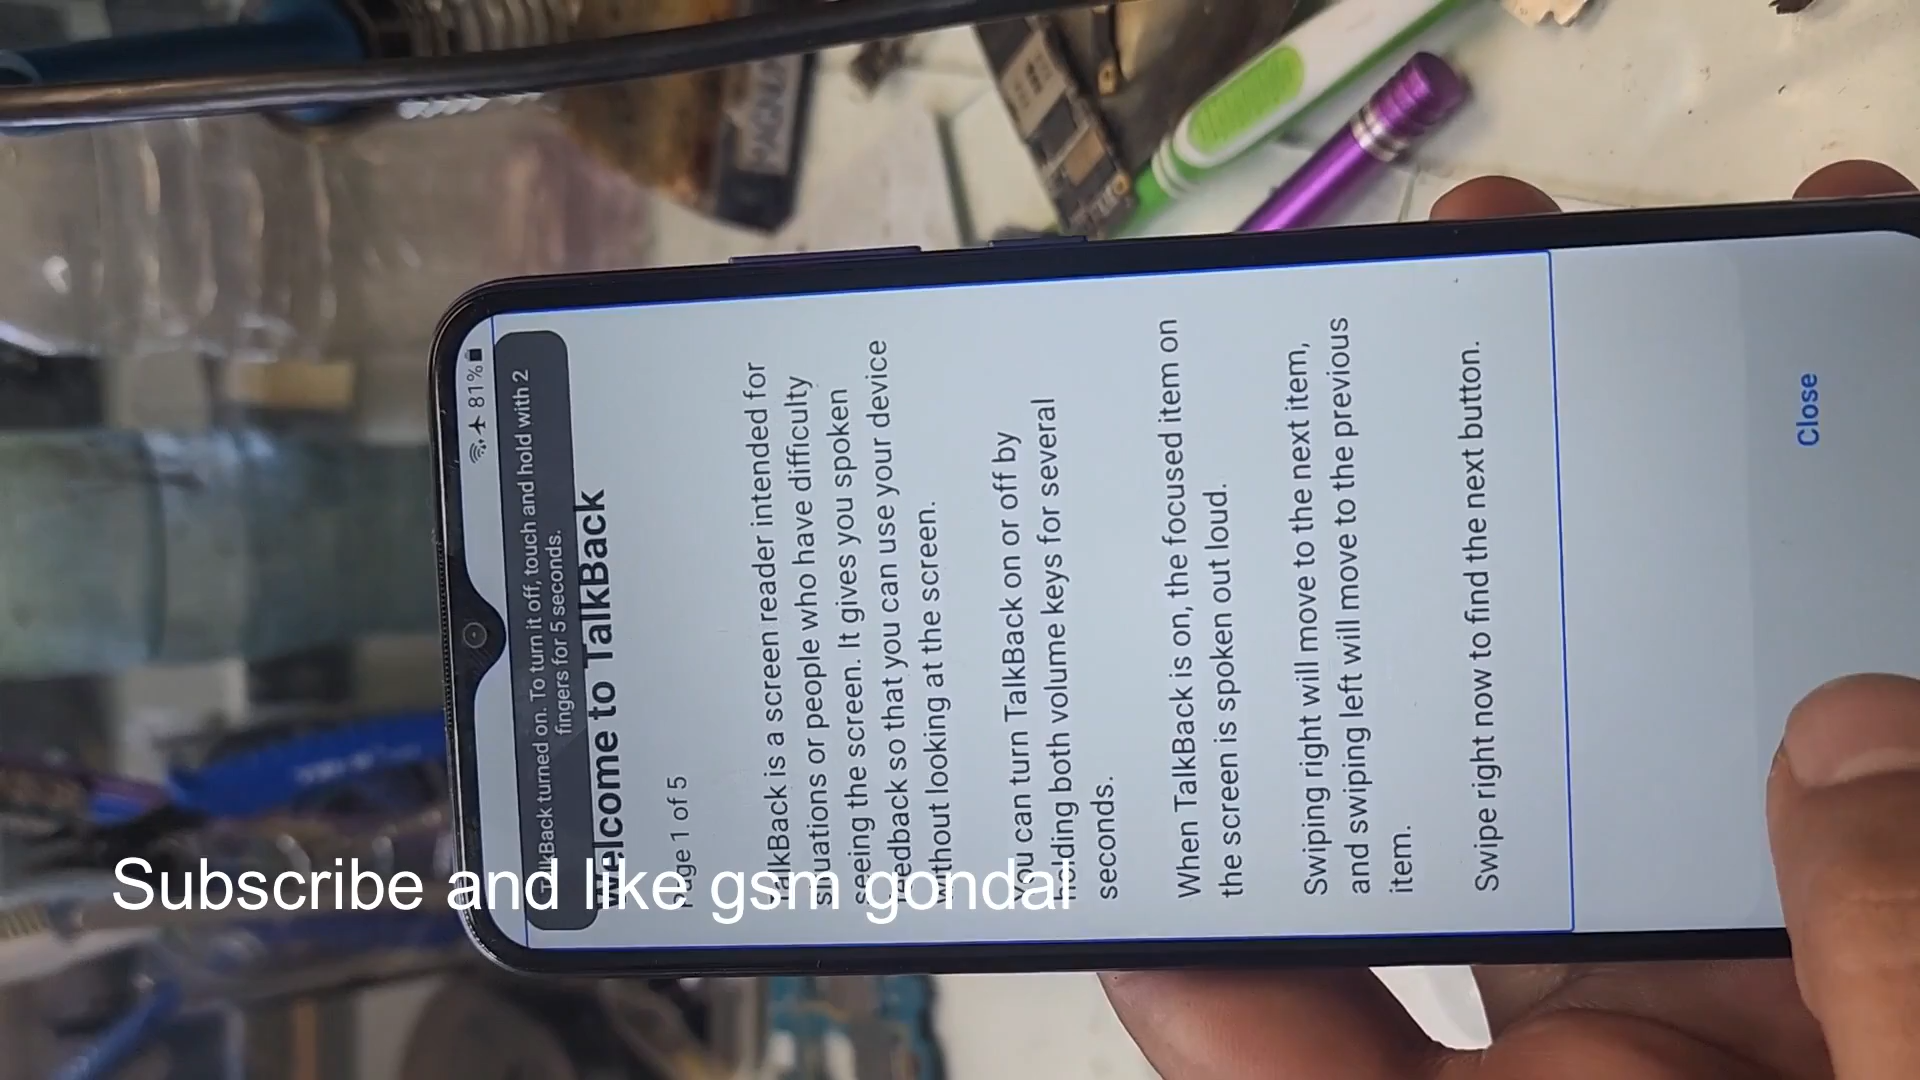 81%
TalkBack turned on. To turn it off, touch and hold with 2
fingers for 5 seconds.
Welcome to TalkBack
Page 1 of 5
TalkBack is a screen reader intended for
situations or people who have difficulty
seeing the screen. It gives you spoken
feedback so that you can use your device
without looking at the screen.
You can turn TalkBack on or off by
holding both volume keys for several
seconds.
When TalkBack is on, the focused item on
the screen is spoken out loud.
Swiping right will move to the next item,
and swiping left will move to the previous
item.
Swipe right now to find the next button.
Close
Subscribe and like gsm gondal